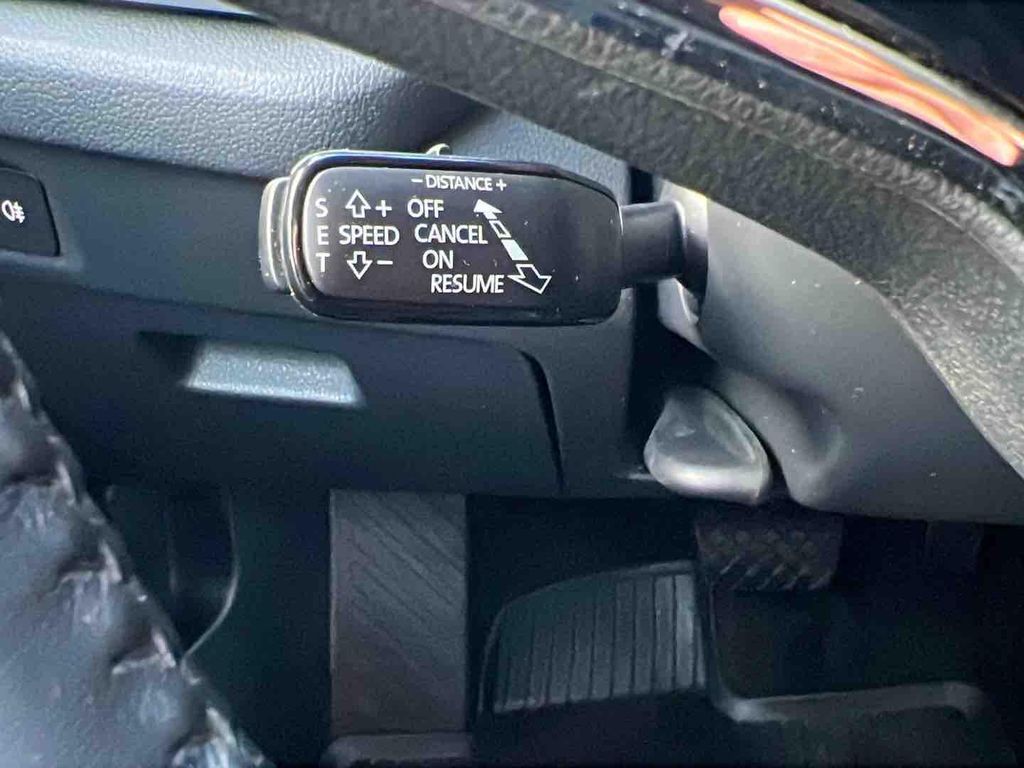 − DISTANCE +
S + OFF
E SPEED CANCEL
T − ON
RESUME